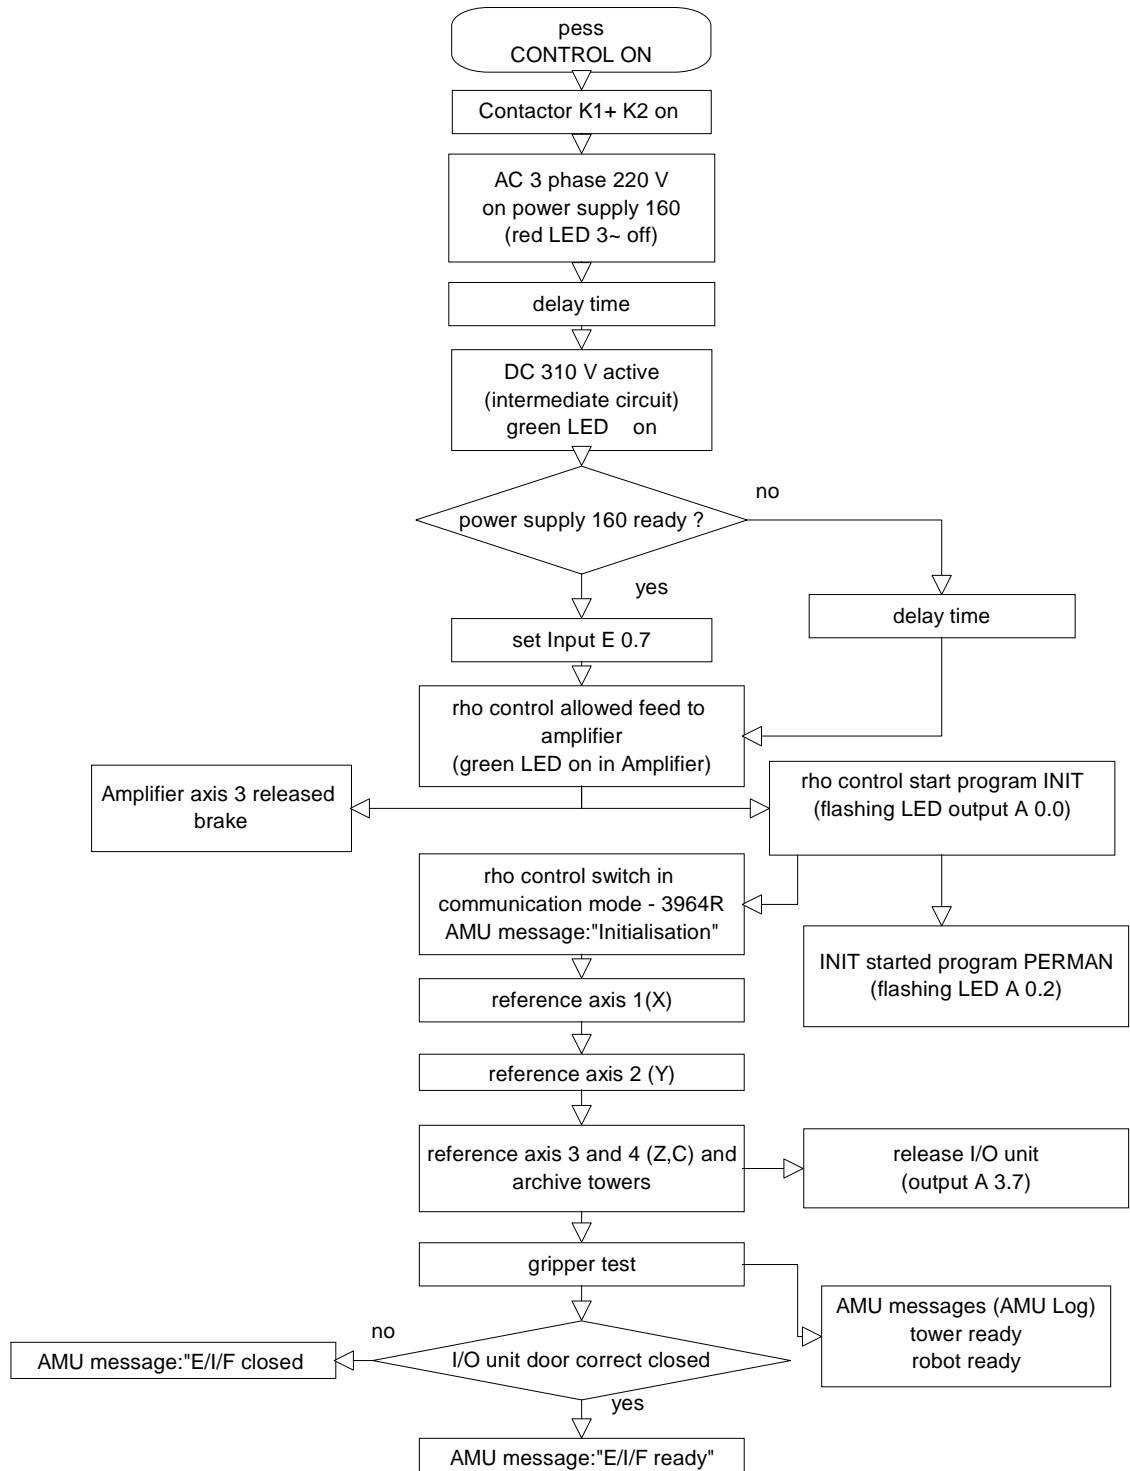 pess
CONTROL ON
Contactor K1+ K2 on
AC 3 phase 220 V
on power supply 160
(red LED 3~ off)
delay time
DC 310 V active
(intermediate circuit)
green LED on
no
power supply 160 ready ?
yes
delay time
set Input E 0.7
rho control allowed feed to
amplifier
(green LED on in Amplifier)
Amplifier axis 3 released
brake
rho control start program INIT
(flashing LED output A 0.0)
rho control switch in
communication mode - 3964R
AMU message:"Initialisation"
INIT started program PERMAN
(flashing LED A 0.2)
reference axis 1(X)
reference axis 2 (Y)
reference axis 3 and 4 (Z,C) and
archive towers
release I/O unit
(output A 3.7)
gripper test
AMU messages (AMU Log)
tower ready
robot ready
no
AMU message:"E/I/F closed
I/O unit door correct closed
yes
AMU message:"E/I/F ready"